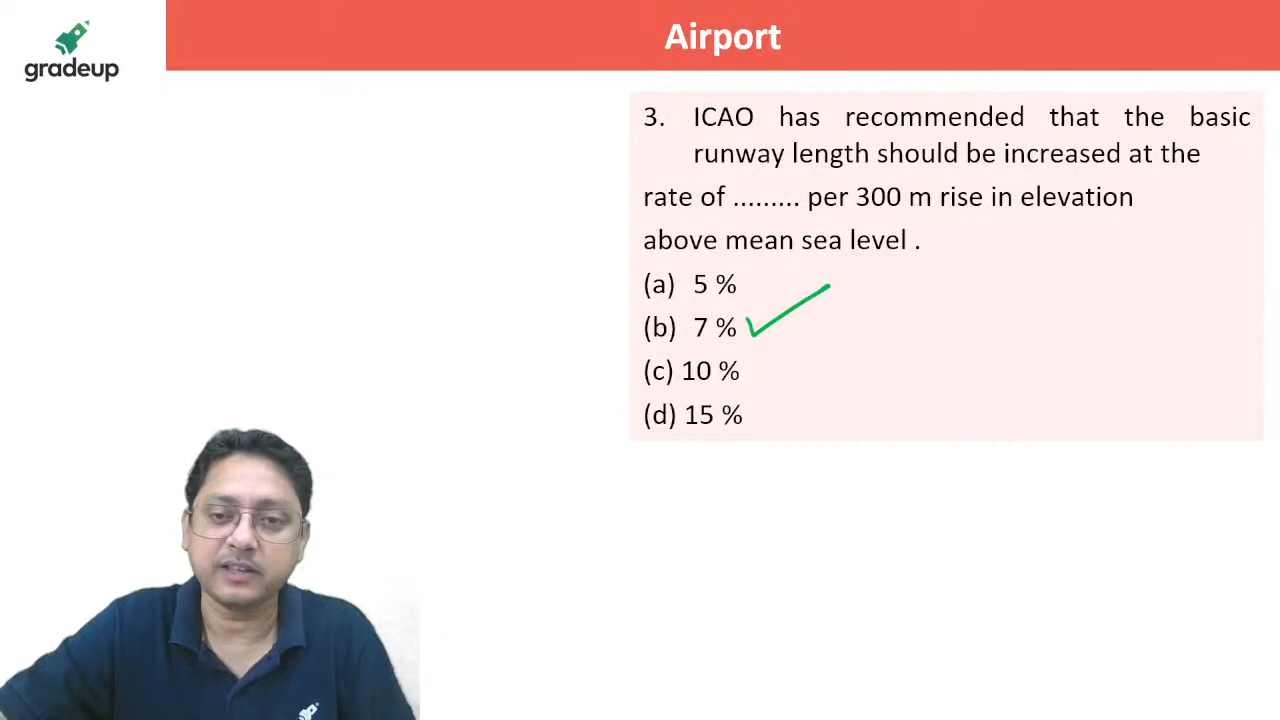 Airport
gradeup
3. ICAO has recommended that the basic
runway length should be increased at the
rate of ......... per 300 m rise in elevation
above mean sea level .
(a) 5 %
(b) 7 %
(c) 10 %
(d) 15 %